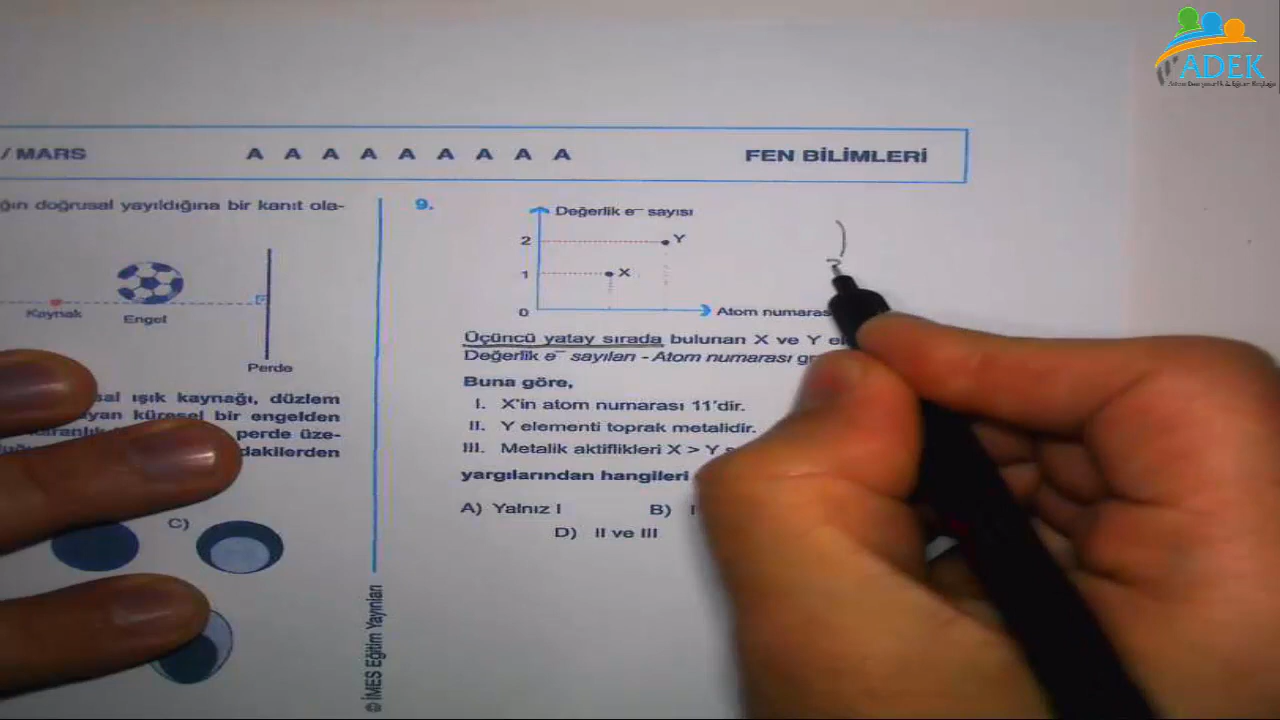 ADEK
/ MARS A A A A A A A A A FEN BİLİMLERİ
ğın doğrusal yayıldığına bir kanıt ola-
Kaynak
Engel
Perde
sal ışık kaynağı, düzlem
küresel bir engelden
perde üze-
dakilerden
C)
© İMES Eğitim Yayınları
9.
Değerlik e⁻ sayısı
2
Y
1
X
0
Atom numaras
Üçüncü yatay sırada bulunan X ve Y el
Değerlik e⁻ sayıları - Atom numarası gr
Buna göre,
I. X'in atom numarası 11'dir.
II. Y elementi toprak metalidir.
III. Metalik aktiflikleri X > Y
yargılarından hangileri
A) Yalnız I B) I
D) II ve III